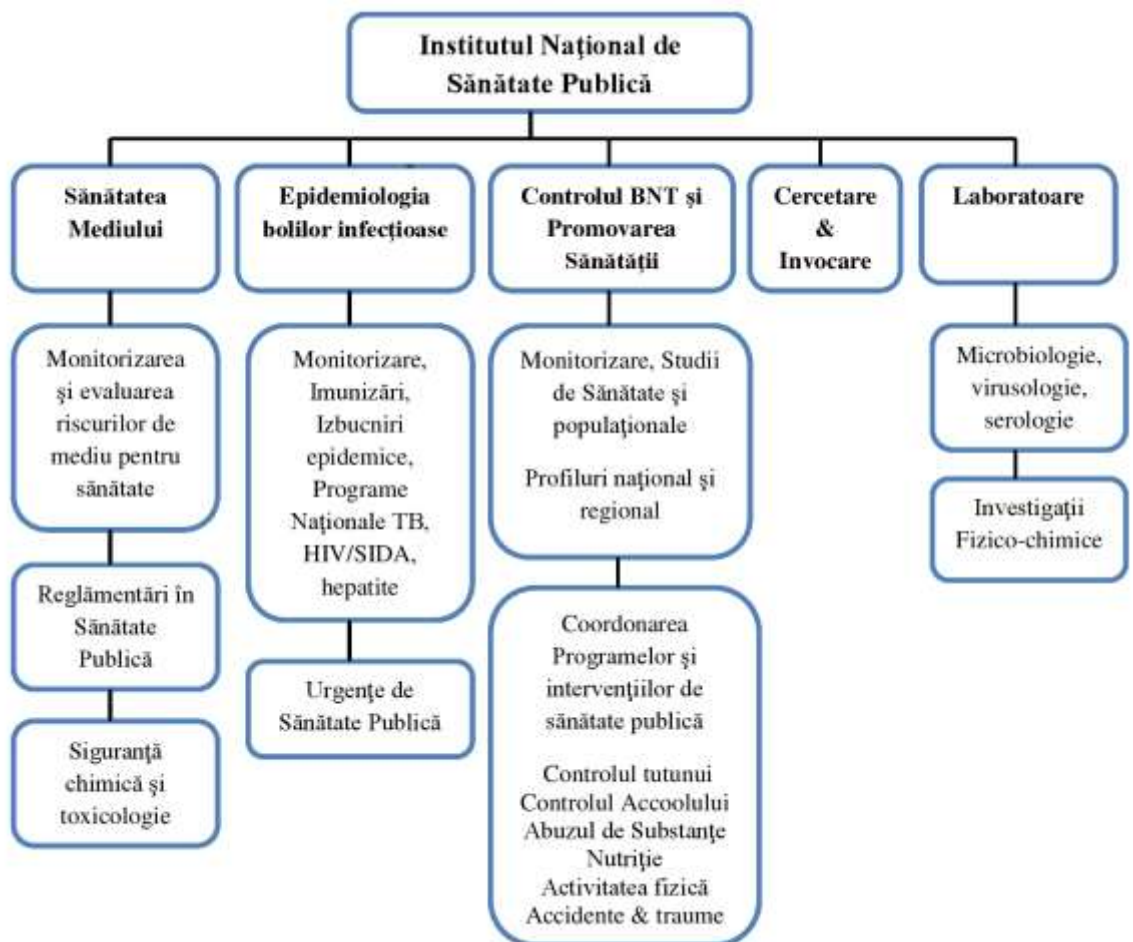 Institutul Naţional de
Sănătate Publică
Sănătatea
Mediului
Epidemiologia
bolilor infecţioase
Controlul BNT şi
Promovarea
Sănătăţii
Cercetare
&
Invocare
Laboratoare
Monitorizarea
şi evaluarea
riscurilor de
mediu pentru
sănătate
Reglămentări în
Sănătate
Publică
Siguranţă
chimică şi
toxicologie
Monitorizare,
Imunizări,
Izbucniri
epidemice,
Programe
Naţionale TB,
HIV/SIDA,
hepatite
Urgenţe de
Sănătate Publică
Monitorizare, Studii
de Sănătate şi
populaţionale
Profiluri naţional şi
regional
Coordonarea
Programelor şi
intervenţiilor de
sănătate publică
Controlul tutunui
Controlul Accoolului
Abuzul de Substanţe
Nutriţie
Activitatea fizică
Accidente & traume
Microbiologie,
virusologie,
serologie
Investigaţii
Fizico-chimice